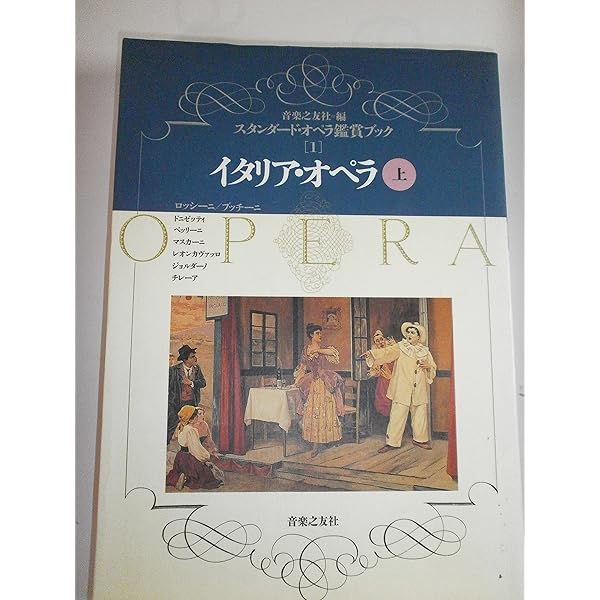 音楽之友社=編
スタンダード・オペラ鑑賞ブック
[1]
イタリア・オペラ 上
ロッシーニ/プッチーニ
ドニゼッティ
ベッリーニ
マスカーニ
レオンカヴァッロ
ジョルダーノ
チレーア
OPERA
音楽之友社